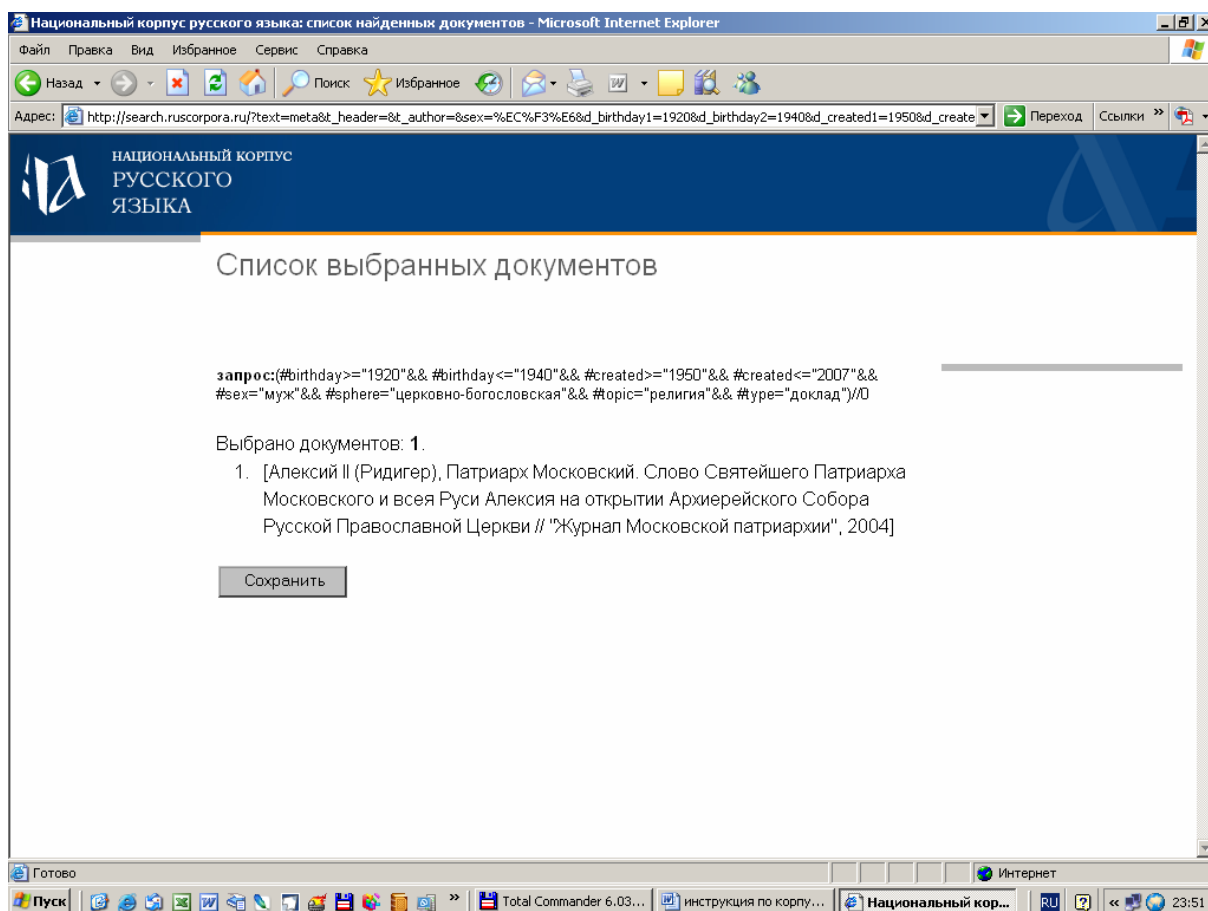 Национальный корпус русского языка: список найденных документов - Microsoft Internet Explorer
Файл Правка Вид Избранное Сервис Справка
Назад Поиск Избранное
Адрес: http://search.ruscorpora.ru/?text=meta&t_header=&t_author=&sex=%EC%F3%E6&d_birthday1=1920&d_birthday2=1940&d_created1=1950&d_create Переход Ссылки »
НАЦИОНАЛЬНЫЙ КОРПУС
РУССКОГО
ЯЗЫКА
Список выбранных документов
запрос:(#birthday>="1920"&& #birthday<="1940"&& #created>="1950"&& #created<="2007"&&
#sex="муж"&& #sphere="церковно-богословская"&& #topic="религия"&& #type="доклад")//0
Выбрано документов: 1.
1. [Алексий II (Ридигер), Патриарх Московский. Слово Святейшего Патриарха
Московского и всея Руси Алексия на открытии Архиерейского Собора
Русской Православной Церкви // "Журнал Московской патриархии", 2004]
Сохранить
Готово Интернет
Пуск » Total Commander 6.03... инструкция по корпу... Национальный кор... RU « 23:51